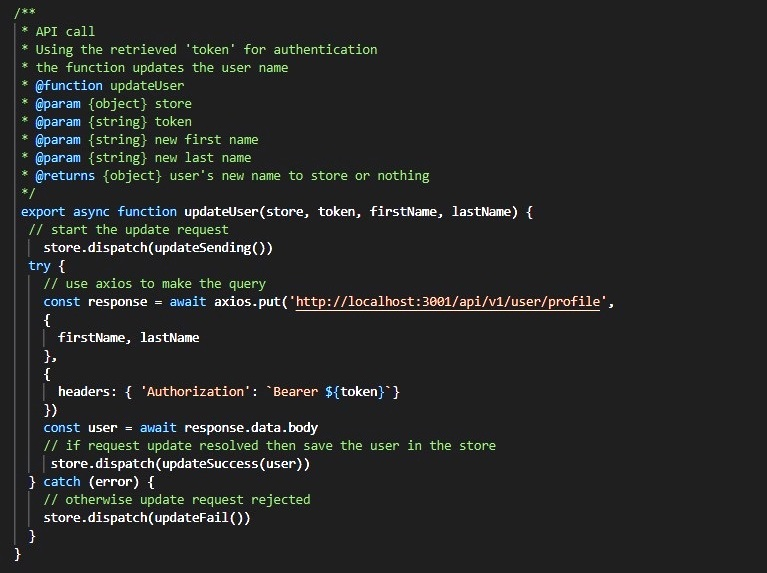 /**
* API call
* Using the retrieved 'token' for authentication
* the function updates the user name
* @function updateUser
* @param {object} store
* @param {string} token
* @param {string} new first name
* @param {string} new last name
* @returns {object} user's new name to store or nothing
*/
export async function updateUser(store, token, firstName, lastName) {
// start the update request
store.dispatch(updateSending())
try {
// use axios to make the query
const response = await axios.put('http://localhost:3001/api/v1/user/profile',
{
firstName, lastName
},
{
headers: { 'Authorization': `Bearer ${token}`}
})
const user = await response.data.body
// if request update resolved then save the user in the store
store.dispatch(updateSuccess(user))
} catch (error) {
// otherwise update request rejected
store.dispatch(updateFail())
}
}